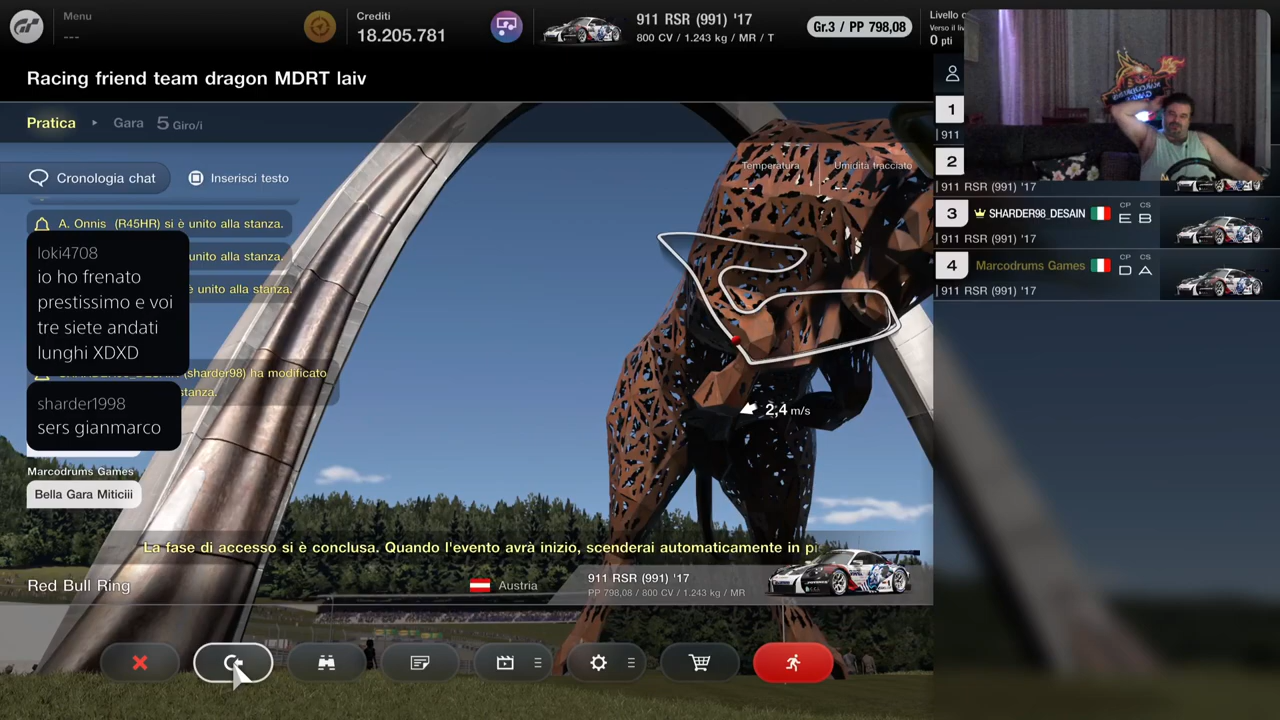 Menu
---
Crediti
18.205.781
911 RSR (991) '17
800 CV / 1.243 kg / MR / T
Gr.3 / PP 798,08
Livello
Verso il li
0 pti
Racing friend team dragon MDRT laiv
Pratica
Gara 5 Giro/i
Cronologia chat
Inserisci testo
Temperatura
--
Umidità tracciato
--
A. Onnis (R45HR) si è unito alla stanza.
unito alla stanza.
è unito alla stanza.
loki4708
io ho frenato
prestissimo e voi
tre siete andati
lunghi XDXD
(sharder98) ha modificato
stanza.
sharder1998
sers gianmarco
Marcodrums Games
Bella Gara Miticiii
2,4 m/s
La fase di accesso si è conclusa. Quando l'evento avrà inizio, scenderai automaticamente in
Red Bull Ring
Austria
911 RSR (991) '17
PP 798,08 / 800 CV / 1.243 kg / MR
1
911
2
911 RSR (991) '17
3 SHARDER98_DESAIN CP E CS B
911 RSR (991) '17
4 Marcodrums Games CP D CS A
911 RSR (991) '17